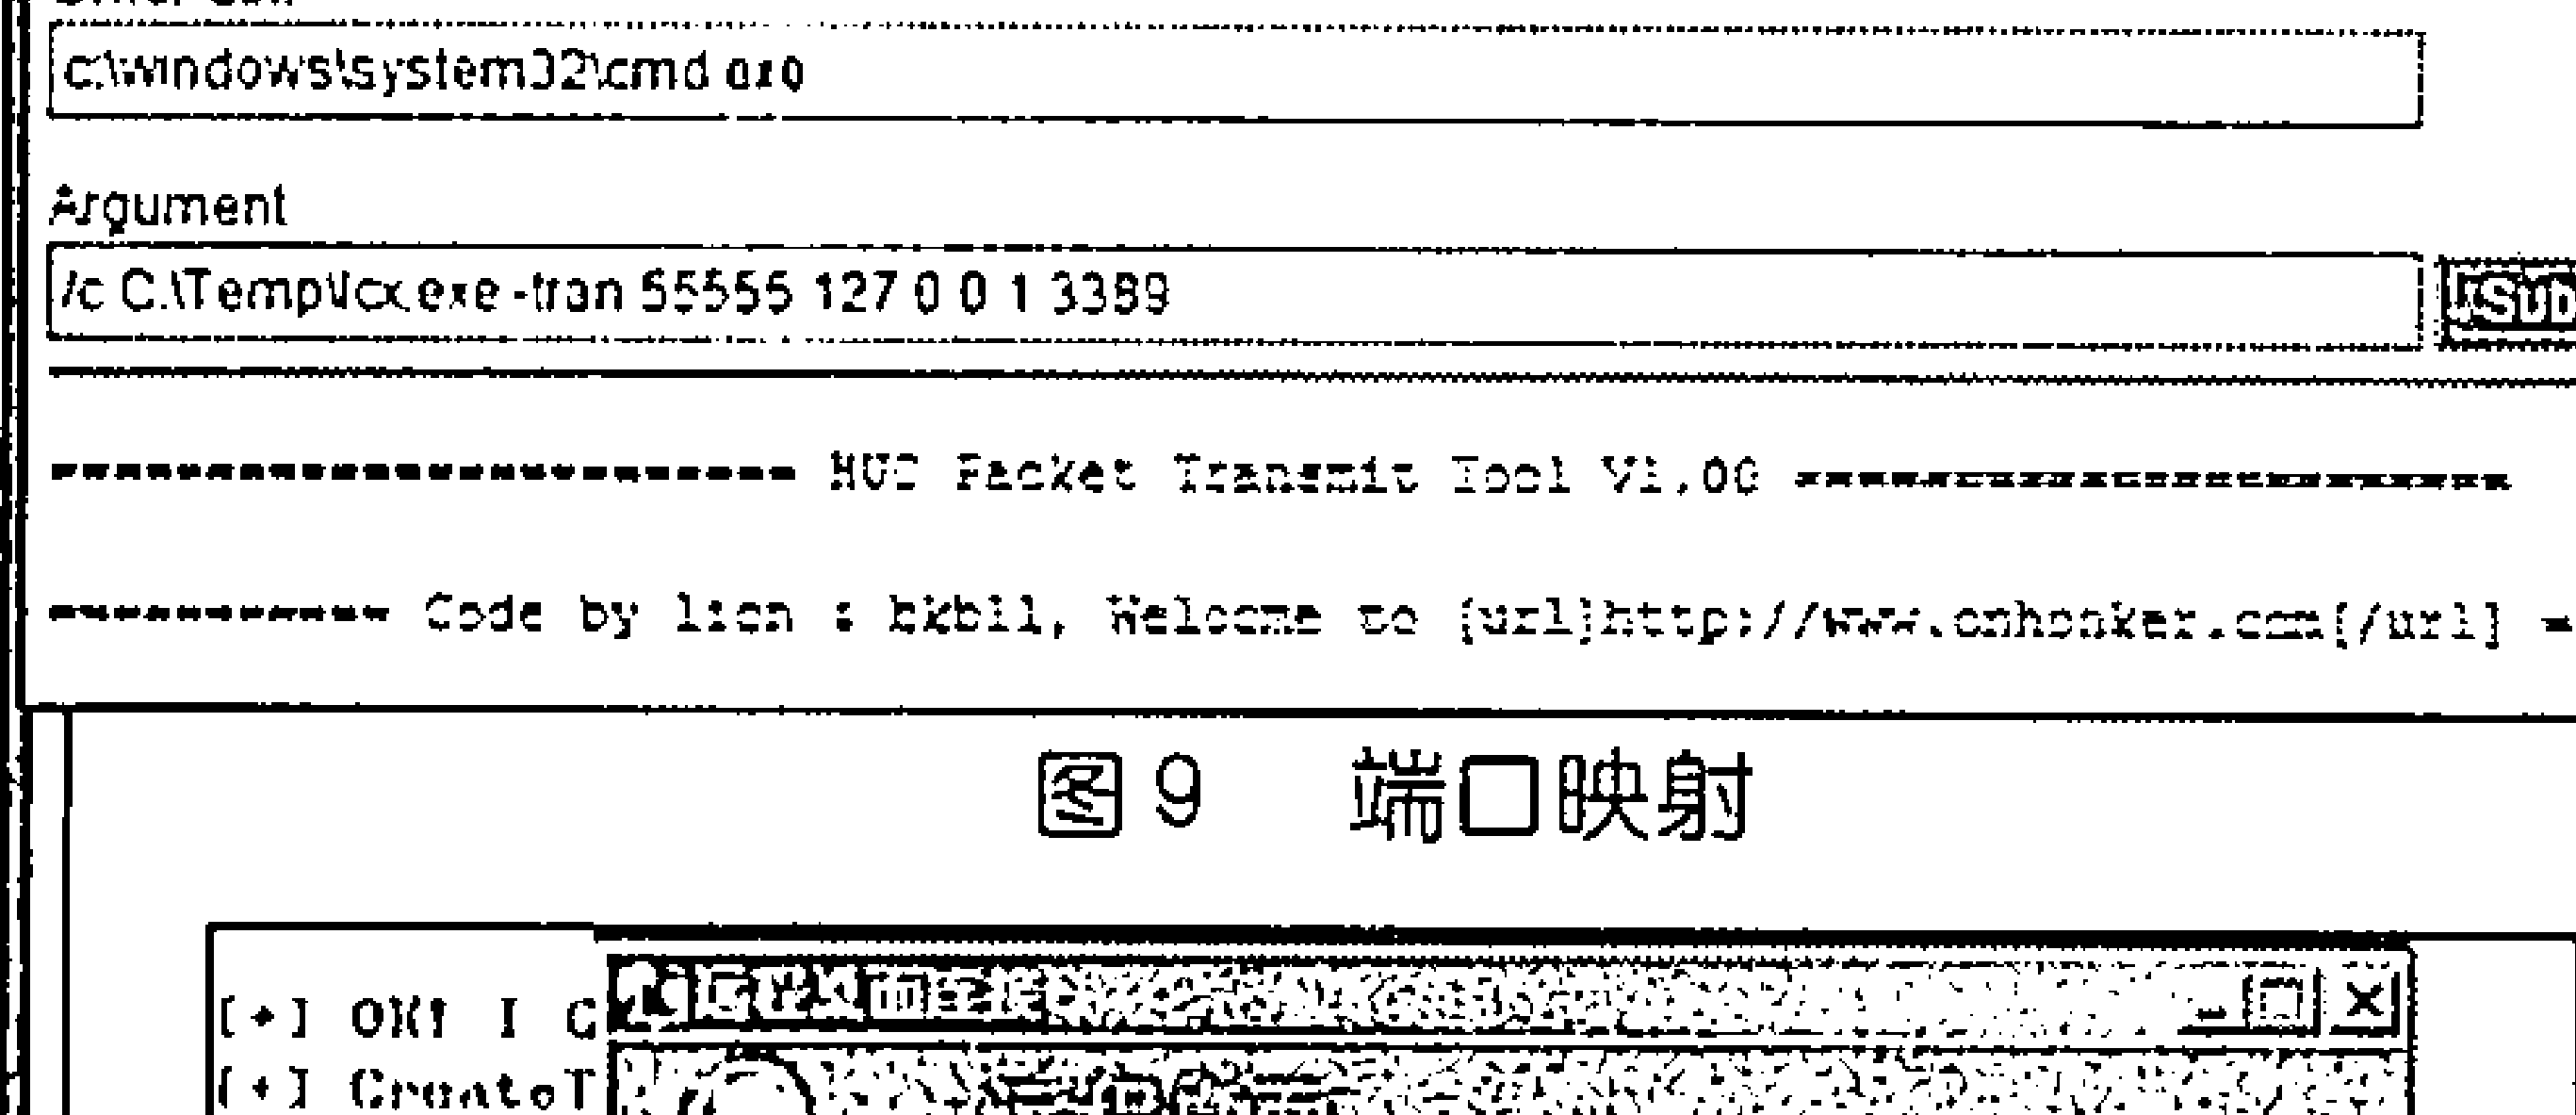 c:\windows\system32\cmd exe
Argument
/c C:\Temp\lcx.exe -tran 55555 127 0 0 1 3389
Sub
======================== HUC Packet Transmit Tool V1.00 =======================
=========== Code by lion & bkbll, Welcome to [url]http://www.cnhonker.com[/url] =
图 9 端口映射
[+] OK! I C
[+] CreateT